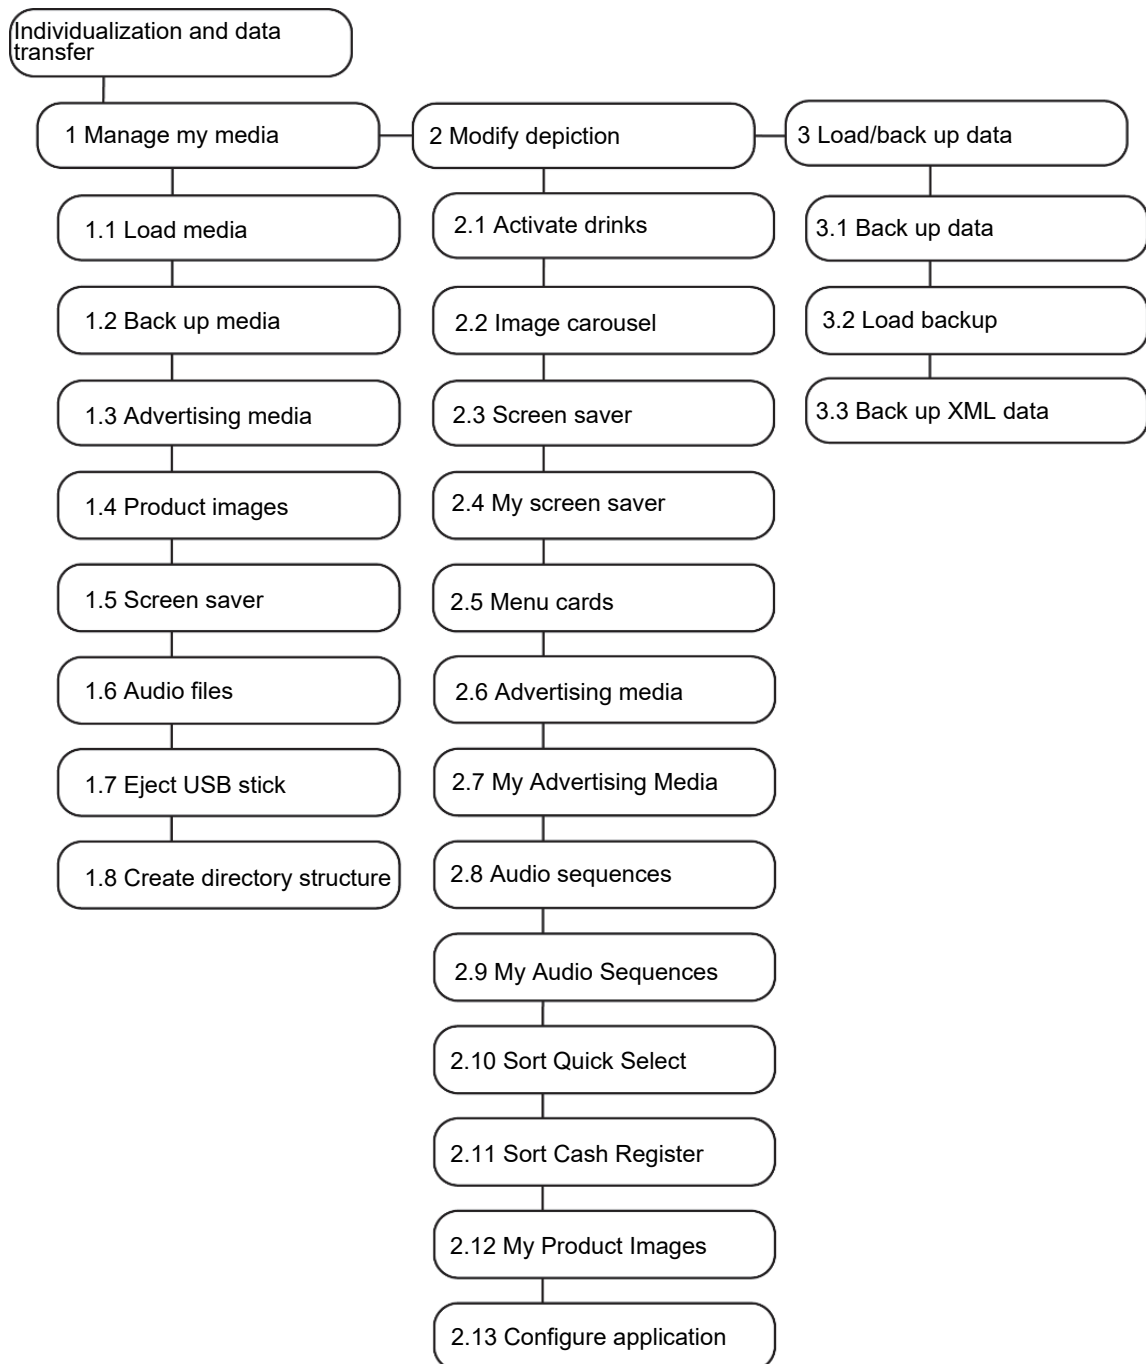 Individualization and data
transfer
1 Manage my media
2 Modify depiction
3 Load/back up data
1.1 Load media
1.2 Back up media
1.3 Advertising media
1.4 Product images
1.5 Screen saver
1.6 Audio files
1.7 Eject USB stick
1.8 Create directory structure
2.1 Activate drinks
2.2 Image carousel
2.3 Screen saver
2.4 My screen saver
2.5 Menu cards
2.6 Advertising media
2.7 My Advertising Media
2.8 Audio sequences
2.9 My Audio Sequences
2.10 Sort Quick Select
2.11 Sort Cash Register
2.12 My Product Images
2.13 Configure application
3.1 Back up data
3.2 Load backup
3.3 Back up XML data